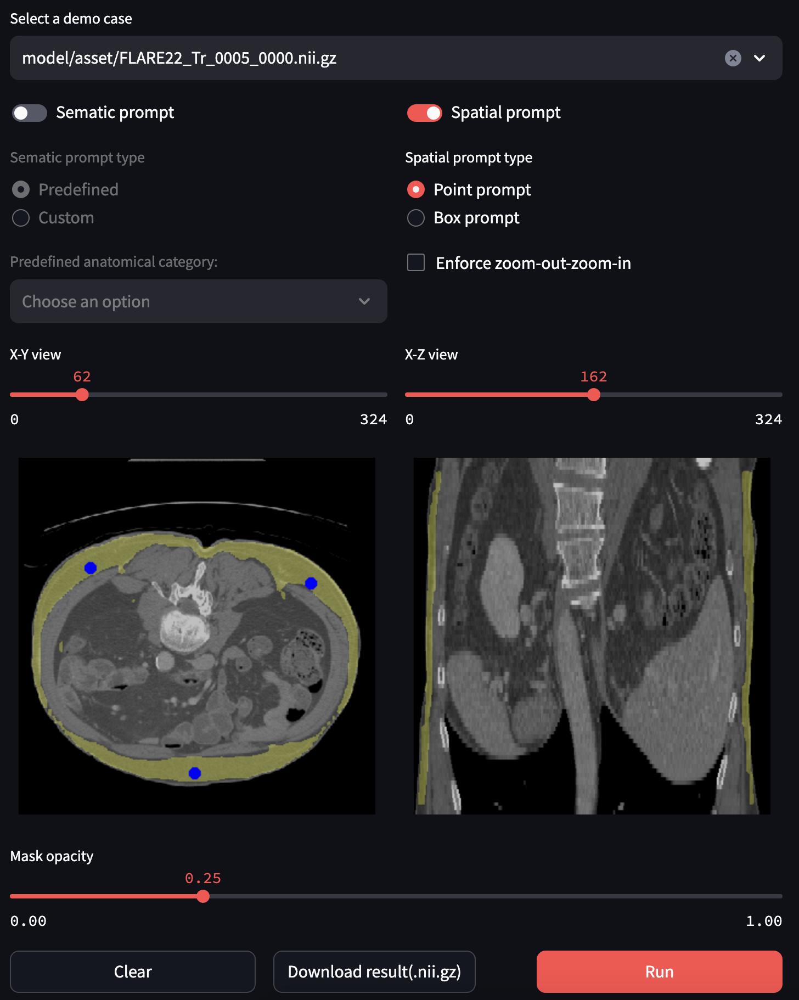 Select a demo case
model/asset/FLARE22_Tr_0005_0000.nii.gz
Sematic prompt
Spatial prompt
Sematic prompt type
Spatial prompt type
Predefined
Point prompt
Custom
Box prompt
Predefined anatomical category:
Enforce zoom-out-zoom-in
Choose an option
X-Y view
X-Z view
62
162
0
324
0
324
Mask opacity
0.25
0.00
1.00
Clear
Download result(.nii.gz)
Run